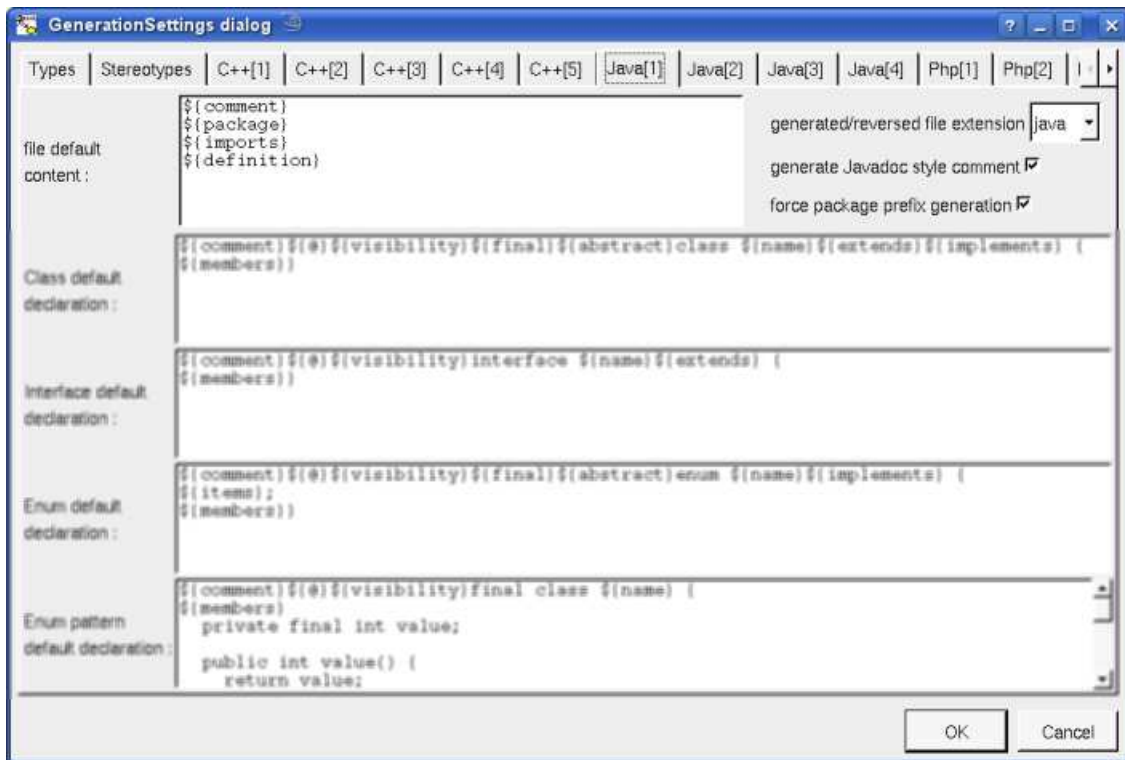 GenerationSettings dialog
Types Stereotypes C++[1] C++[2] C++[3] C++[4] C++[5] Java[1] Java[2] Java[3] Java[4] Php[1] Php[2]
file default
content :
${comment}
${package}
${imports}
${definition}
generated/reversed file extension java
generate Javadoc style comment
force package prefix generation
Class default
declaration :
${comment}${@}${visibility}${final}${abstract}class ${name}${extends}${implements} {
${members}}
Interface default
declaration :
${comment}${@}${visibility}interface ${name}${extends} {
${members}}
Enum default
declaration :
${comment}${@}${visibility}${final}${abstract}enum ${name}${implements} {
${items};
${members}}
Enum pattern
default declaration :
${comment}${@}${visibility}final class ${name} {
${members}
private final int value;
public int value() {
return value;
OK Cancel